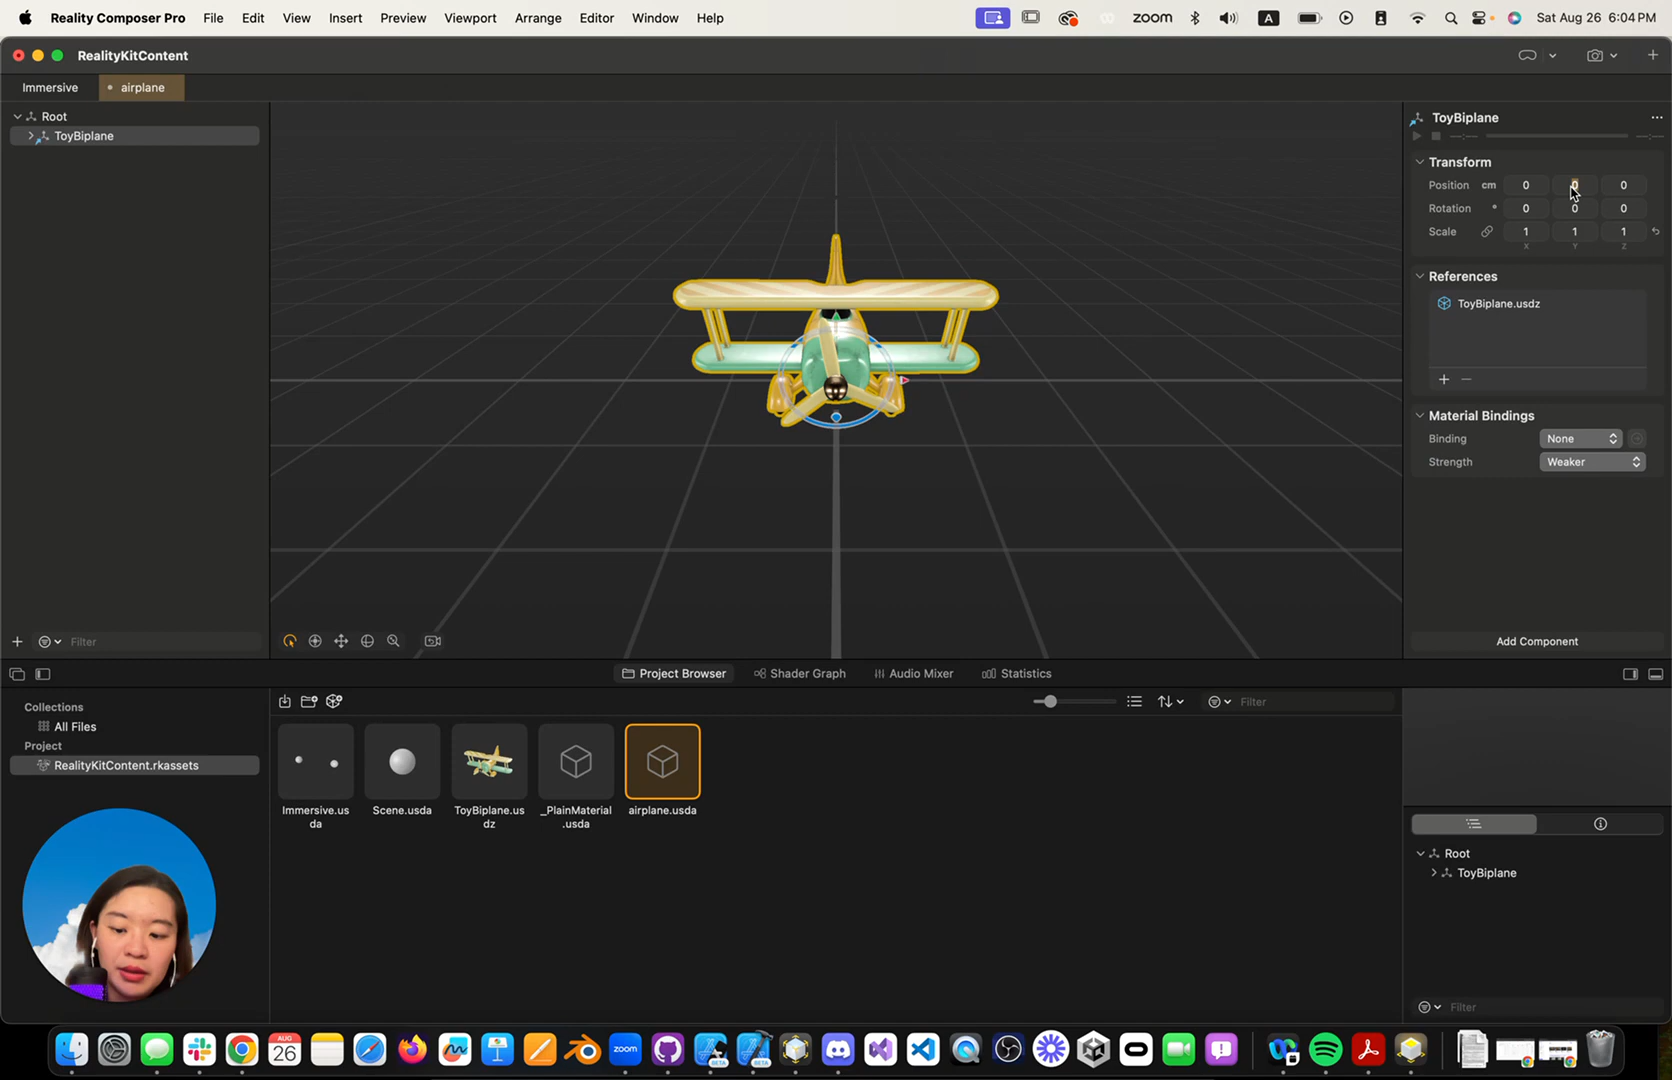 Reality Composer Pro File Edit View Insert Preview Viewport Arrange Editor Window Help zoom A Sat Aug 26 6:04 PM
RealityKitContent
Immersive airplane
Root
ToyBiplane
Filter
ToyBiplane
Transform
Position cm 0 0 0
Rotation ° 0 0 0
Scale 1 1 1
X Y Z
References
ToyBiplane.usdz
Material Bindings
Binding None
Strength Weaker
Add Component
Project Browser Shader Graph Audio Mixer Statistics
Collections
All Files
Project
RealityKitContent.rkassets
Filter
Immersive.us
da
Scene.usda
ToyBiplane.us
dz
_PlainMaterial
.usda
airplane.usda
Root
ToyBiplane
Filter
AUG
26
zoom
BETA
BETA